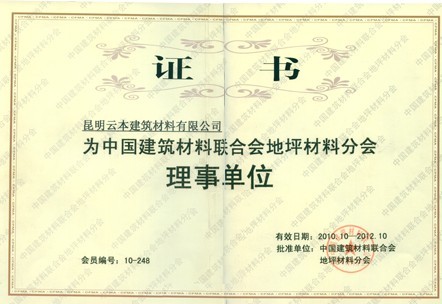 证书
昆明云本建筑材料有限公司
为中国建筑材料联合会地坪材料分会
理事单位
有效日期：2010.10—2012.10
批准单位：中国建筑材料联合会
地坪材料分会
会员编号：10-248